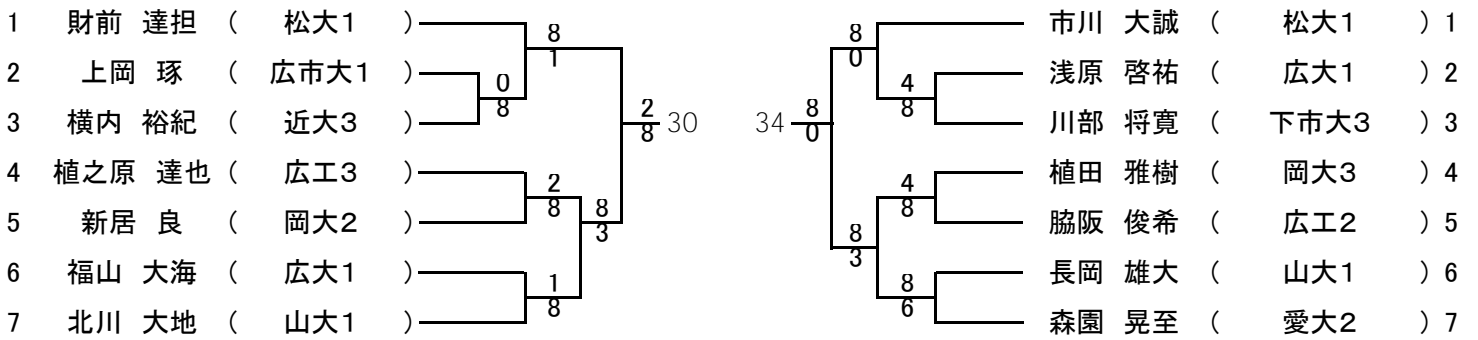 1 財前 達担 ( 松大1 )
2 上岡 琢 ( 広市大1 )
3 横内 裕紀 ( 近大3 )
4 植之原 達也 ( 広工3 )
5 新居 良 ( 岡大2 )
6 福山 大海 ( 広大1 )
7 北川 大地 ( 山大1 )
8
1
0
8
2
8
30
2
8
8
3
1
8
市川 大誠 ( 松大1 ) 1
浅原 啓祐 ( 広大1 ) 2
川部 将寛 ( 下市大3 ) 3
植田 雅樹 ( 岡大3 ) 4
脇阪 俊希 ( 広工2 ) 5
長岡 雄大 ( 山大1 ) 6
森園 晃至 ( 愛大2 ) 7
8
0
4
8
34
8
0
4
8
8
3
8
6